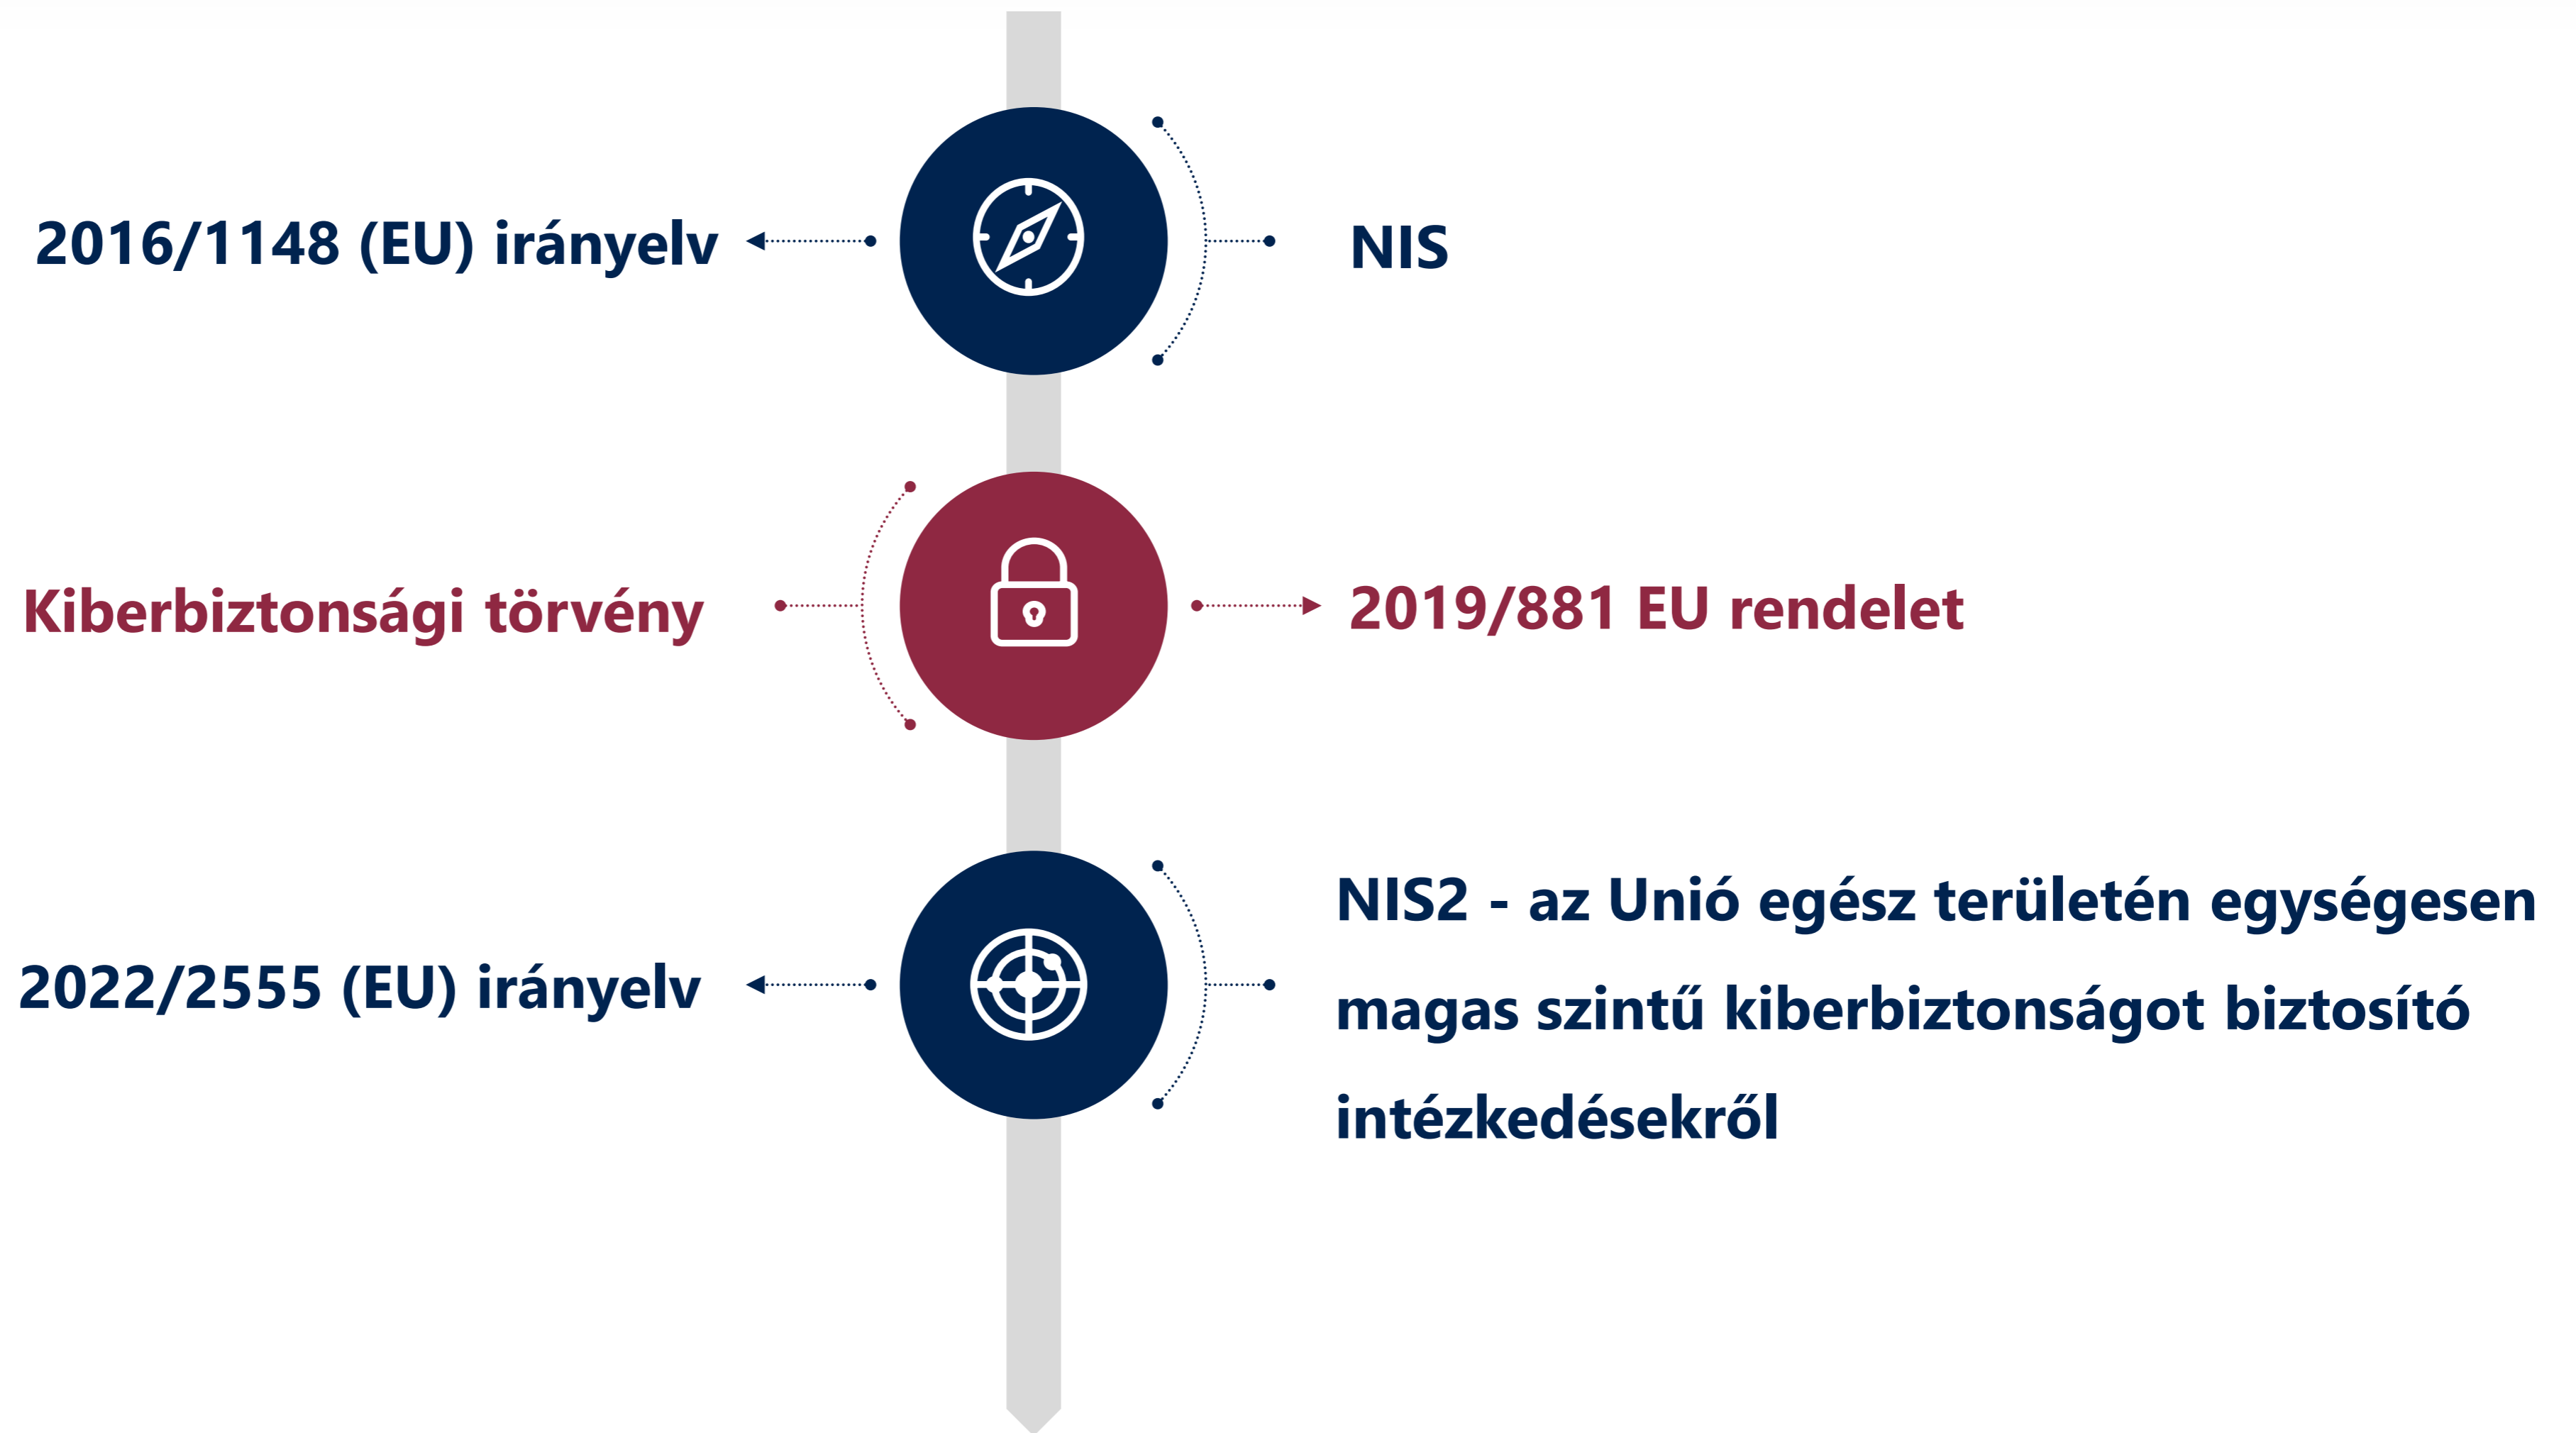 2016/1148 (EU) irányelv
NIS
Kiberbiztonsági törvény
2019/881 EU rendelet
2022/2555 (EU) irányelv
NIS2 - az Unió egész területén egységesen
magas szintű kiberbiztonságot biztosító
intézkedésekről